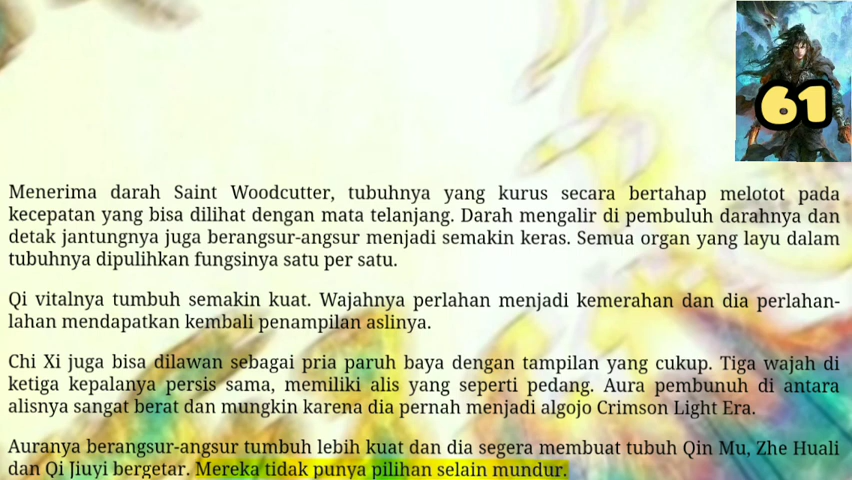 61
Menerima darah Saint Woodcutter, tubuhnya yang kurus secara bertahap melotot pada
kecepatan yang bisa dilihat dengan mata telanjang. Darah mengalir di pembuluh darahnya dan
detak jantungnya juga berangsur-angsur menjadi semakin keras. Semua organ yang layu dalam
tubuhnya dipulihkan fungsinya satu per satu.
Qi vitalnya tumbuh semakin kuat. Wajahnya perlahan menjadi kemerahan dan dia perlahan-
lahan mendapatkan kembali penampilan aslinya.
Chi Xi juga bisa dilawan sebagai pria paruh baya dengan tampilan yang cukup. Tiga wajah di
ketiga kepalanya persis sama, memiliki alis yang seperti pedang. Aura pembunuh di antara
alisnya sangat berat dan mungkin karena dia pernah menjadi algojo Crimson Light Era.
Auranya berangsur-angsur tumbuh lebih kuat dan dia segera membuat tubuh Qin Mu, Zhe Huali
dan Qi Jiuyi bergetar. Mereka tidak punya pilihan selain mundur.